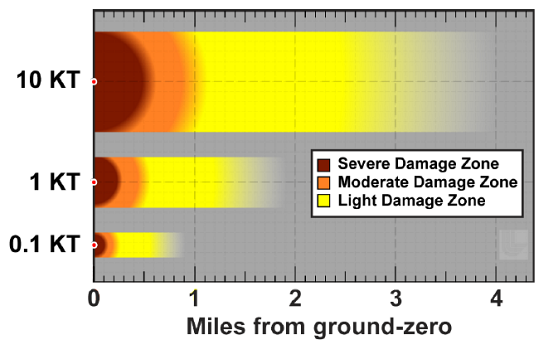 10 KT
1 KT
0.1 KT
Severe Damage Zone
Moderate Damage Zone
Light Damage Zone
0 1 2 3 4
Miles from ground-zero